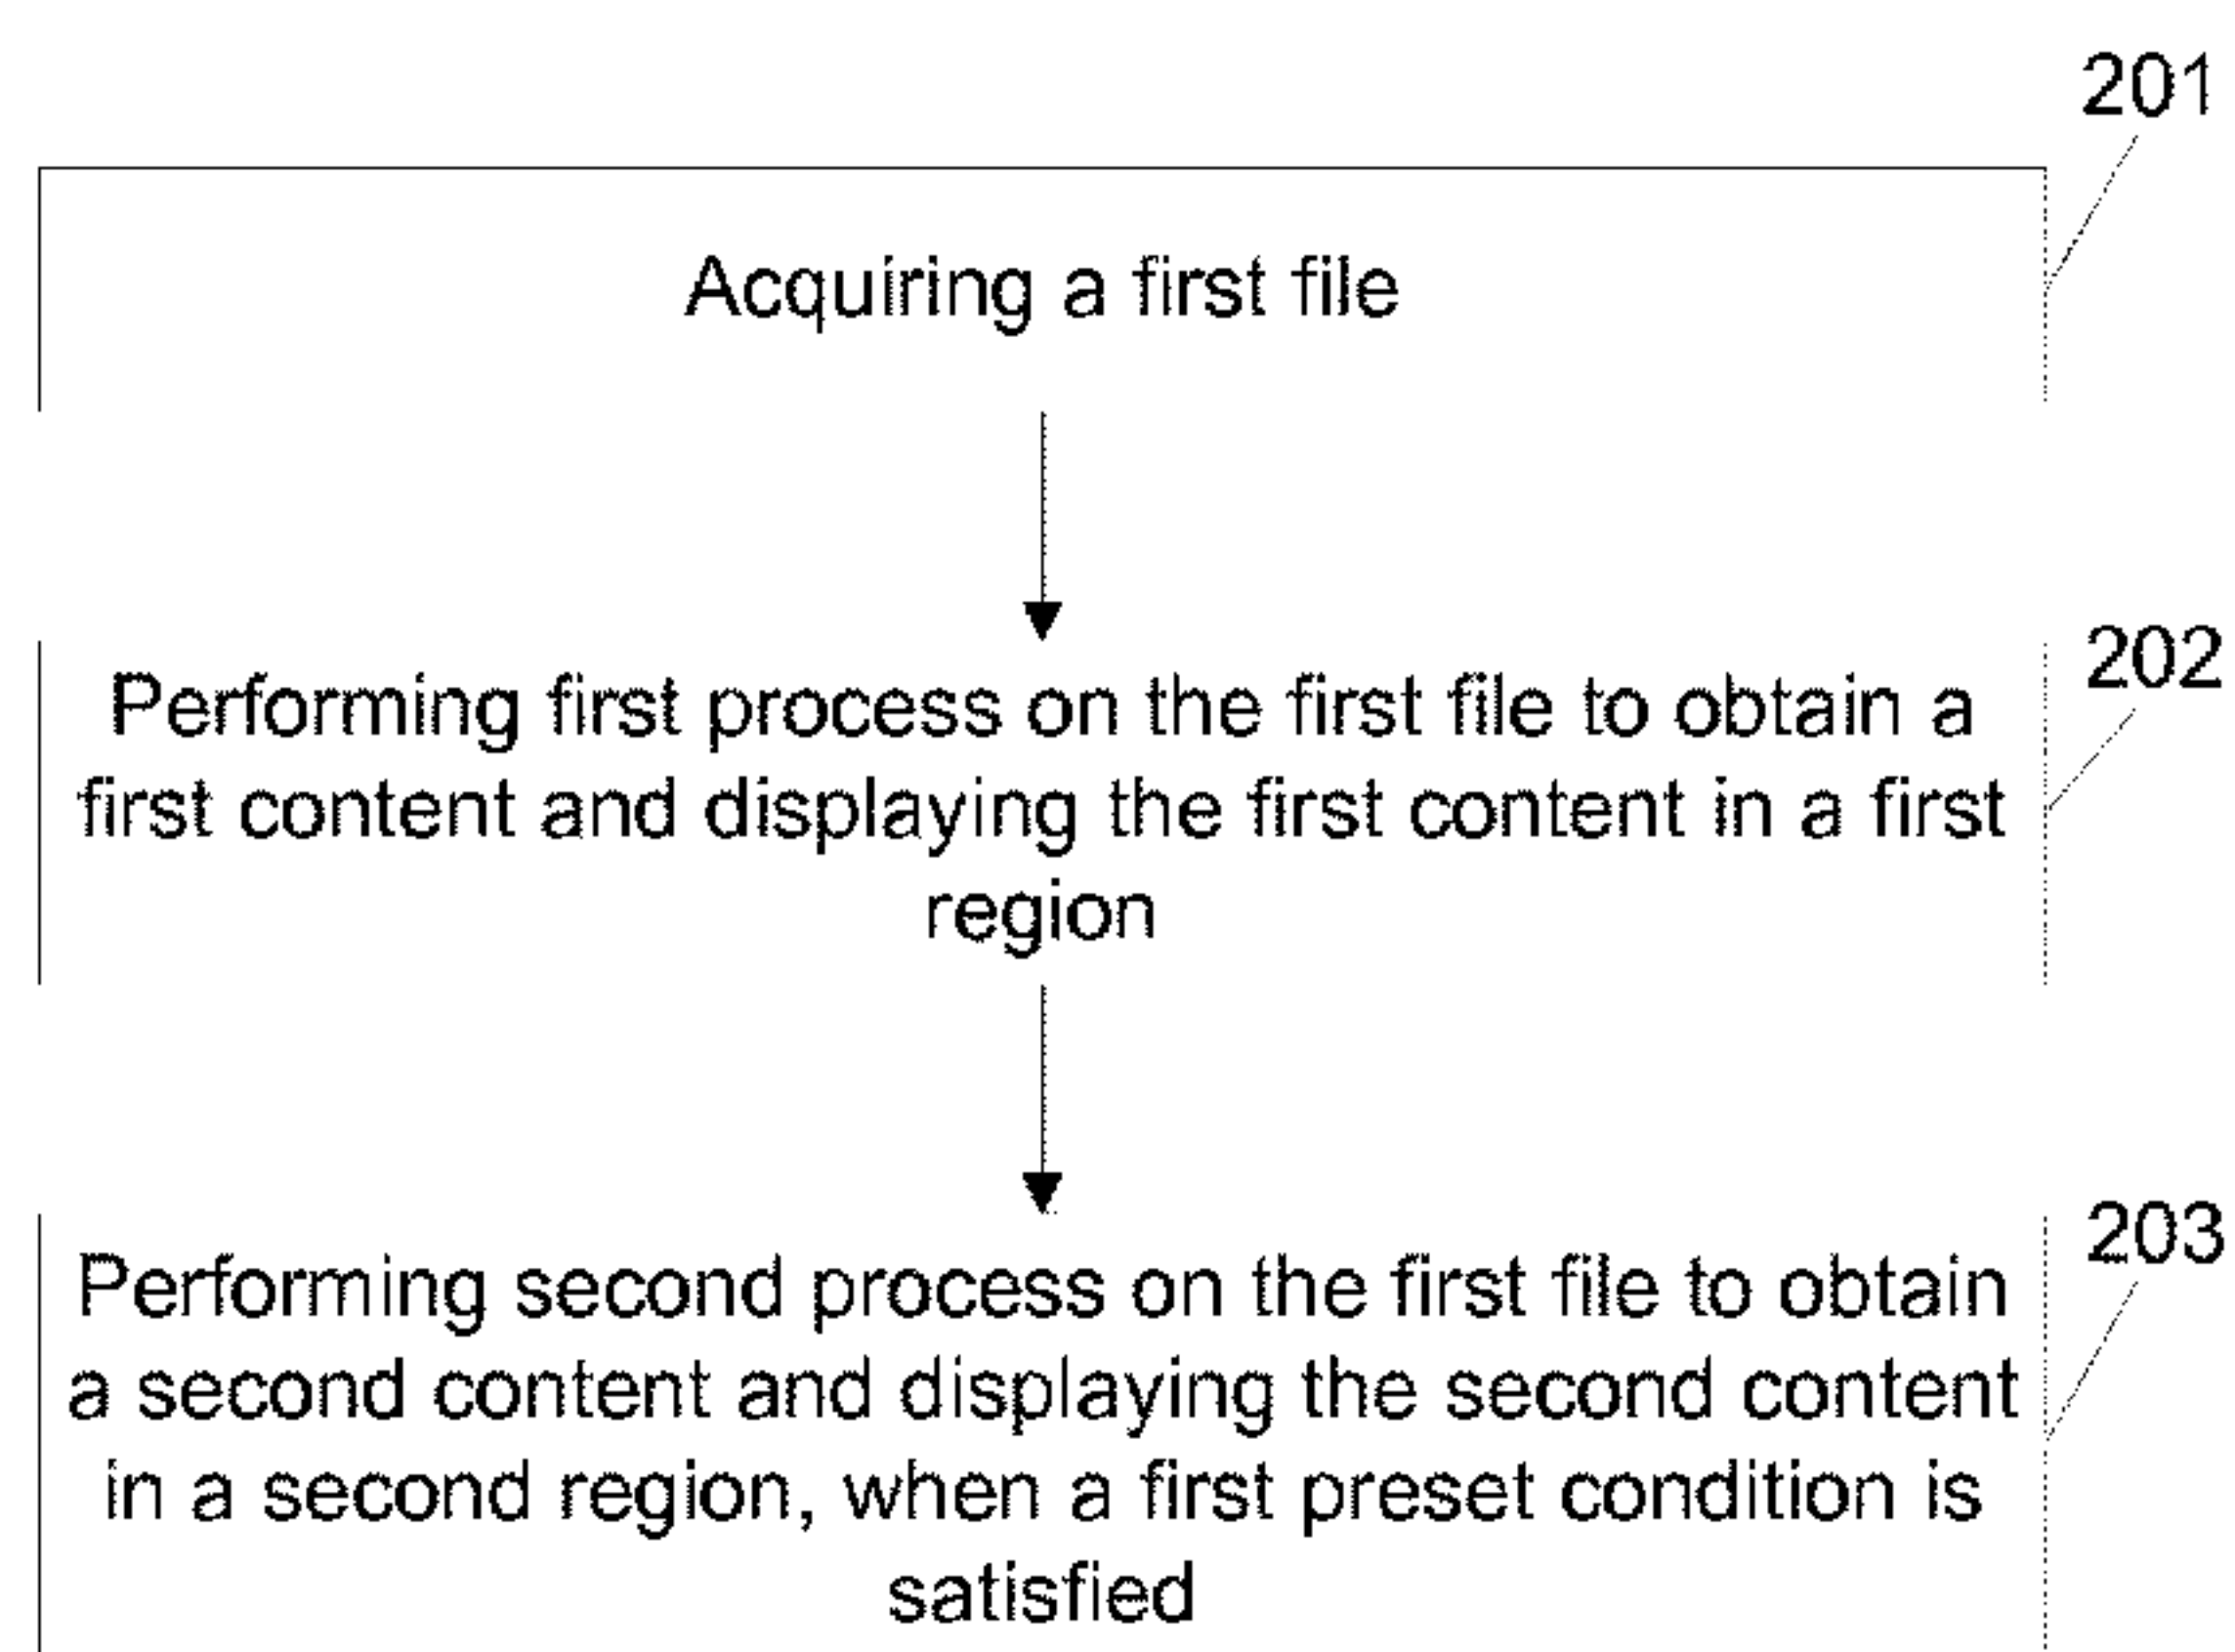 201
Acquiring a first file
202
Performing first process on the first file to obtain a
first content and displaying the first content in a first
region
203
Performing second process on the first file to obtain
a second content and displaying the second content
in a second region, when a first preset condition is
satisfied